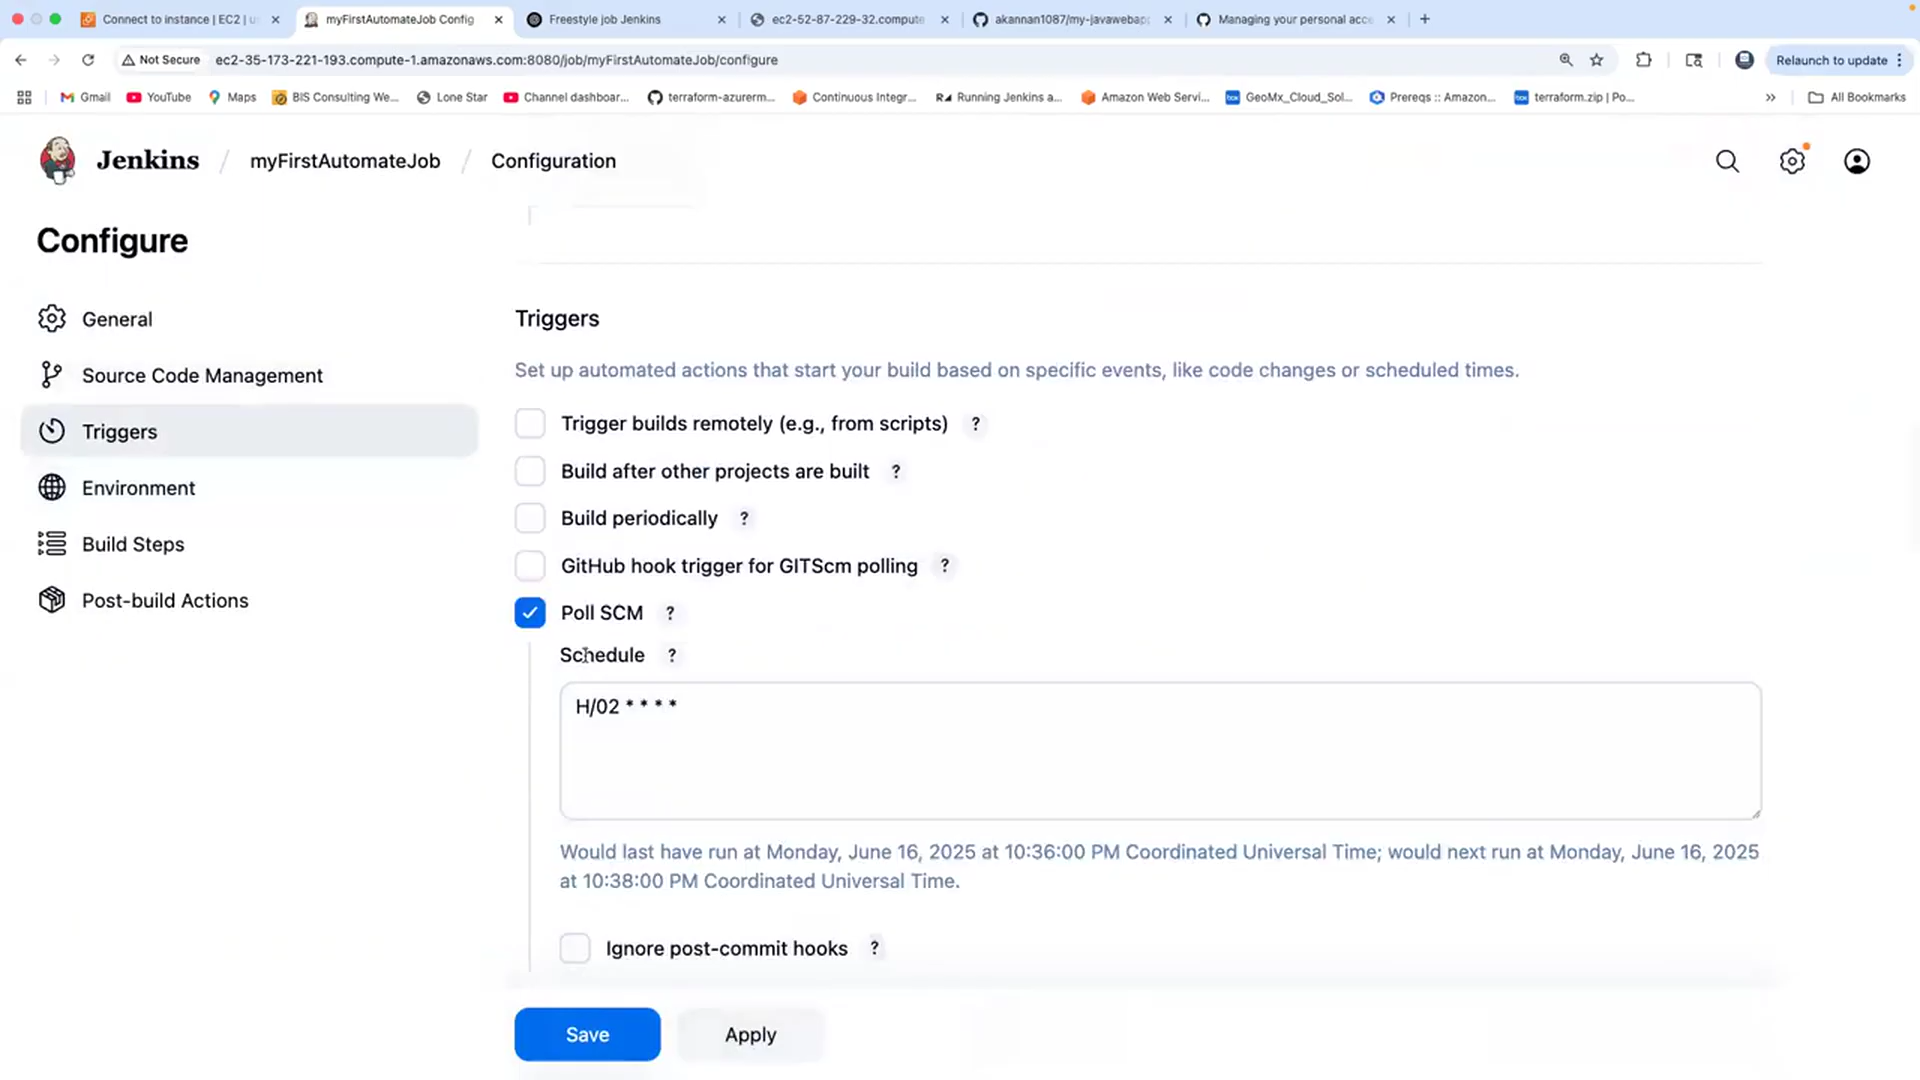 Connect to instance | EC2 | u
myFirstAutomateJob Config
Freestyle job Jenkins
ec2-52-87-229-32.compute
akannan1087/my-javawebap
Managing your personal acce
Not Secure
ec2-35-173-221-193.compute-1.amazonaws.com:8080/job/myFirstAutomateJob/configure
Relaunch to update
Gmail
YouTube
Maps
BIS Consulting We...
Lone Star
Channel dashboar...
terraform-azurerm...
Continuous Integr...
Running Jenkins a...
Amazon Web Servi...
GeoMx_Cloud_Sol...
Prereqs :: Amazon...
terraform.zip | Po...
All Bookmarks
Jenkins / myFirstAutomateJob / Configuration
Configure
General
Source Code Management
Triggers
Environment
Build Steps
Post-build Actions
Triggers
Set up automated actions that start your build based on specific events, like code changes or scheduled times.
Trigger builds remotely (e.g., from scripts) ?
Build after other projects are built ?
Build periodically ?
GitHub hook trigger for GITScm polling ?
Poll SCM ?
Schedule ?
H/02 * * * *
Would last have run at Monday, June 16, 2025 at 10:36:00 PM Coordinated Universal Time; would next run at Monday, June 16, 2025
at 10:38:00 PM Coordinated Universal Time.
Ignore post-commit hooks ?
Save
Apply